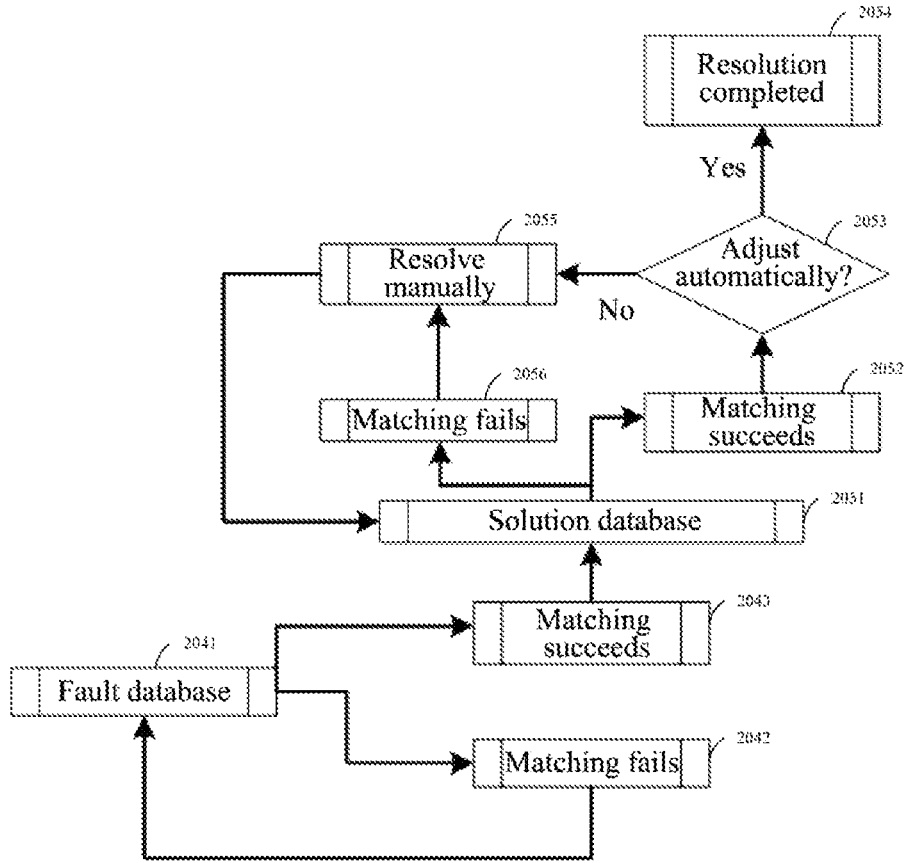 2054
Resolution
completed
Yes
2055
2053
Resolve
manually
Adjust
automatically?
No
2056
2052
Matching fails
Matching
succeeds
2051
Solution database
2043
Matching
succeeds
2041
Fault database
2042
Matching fails